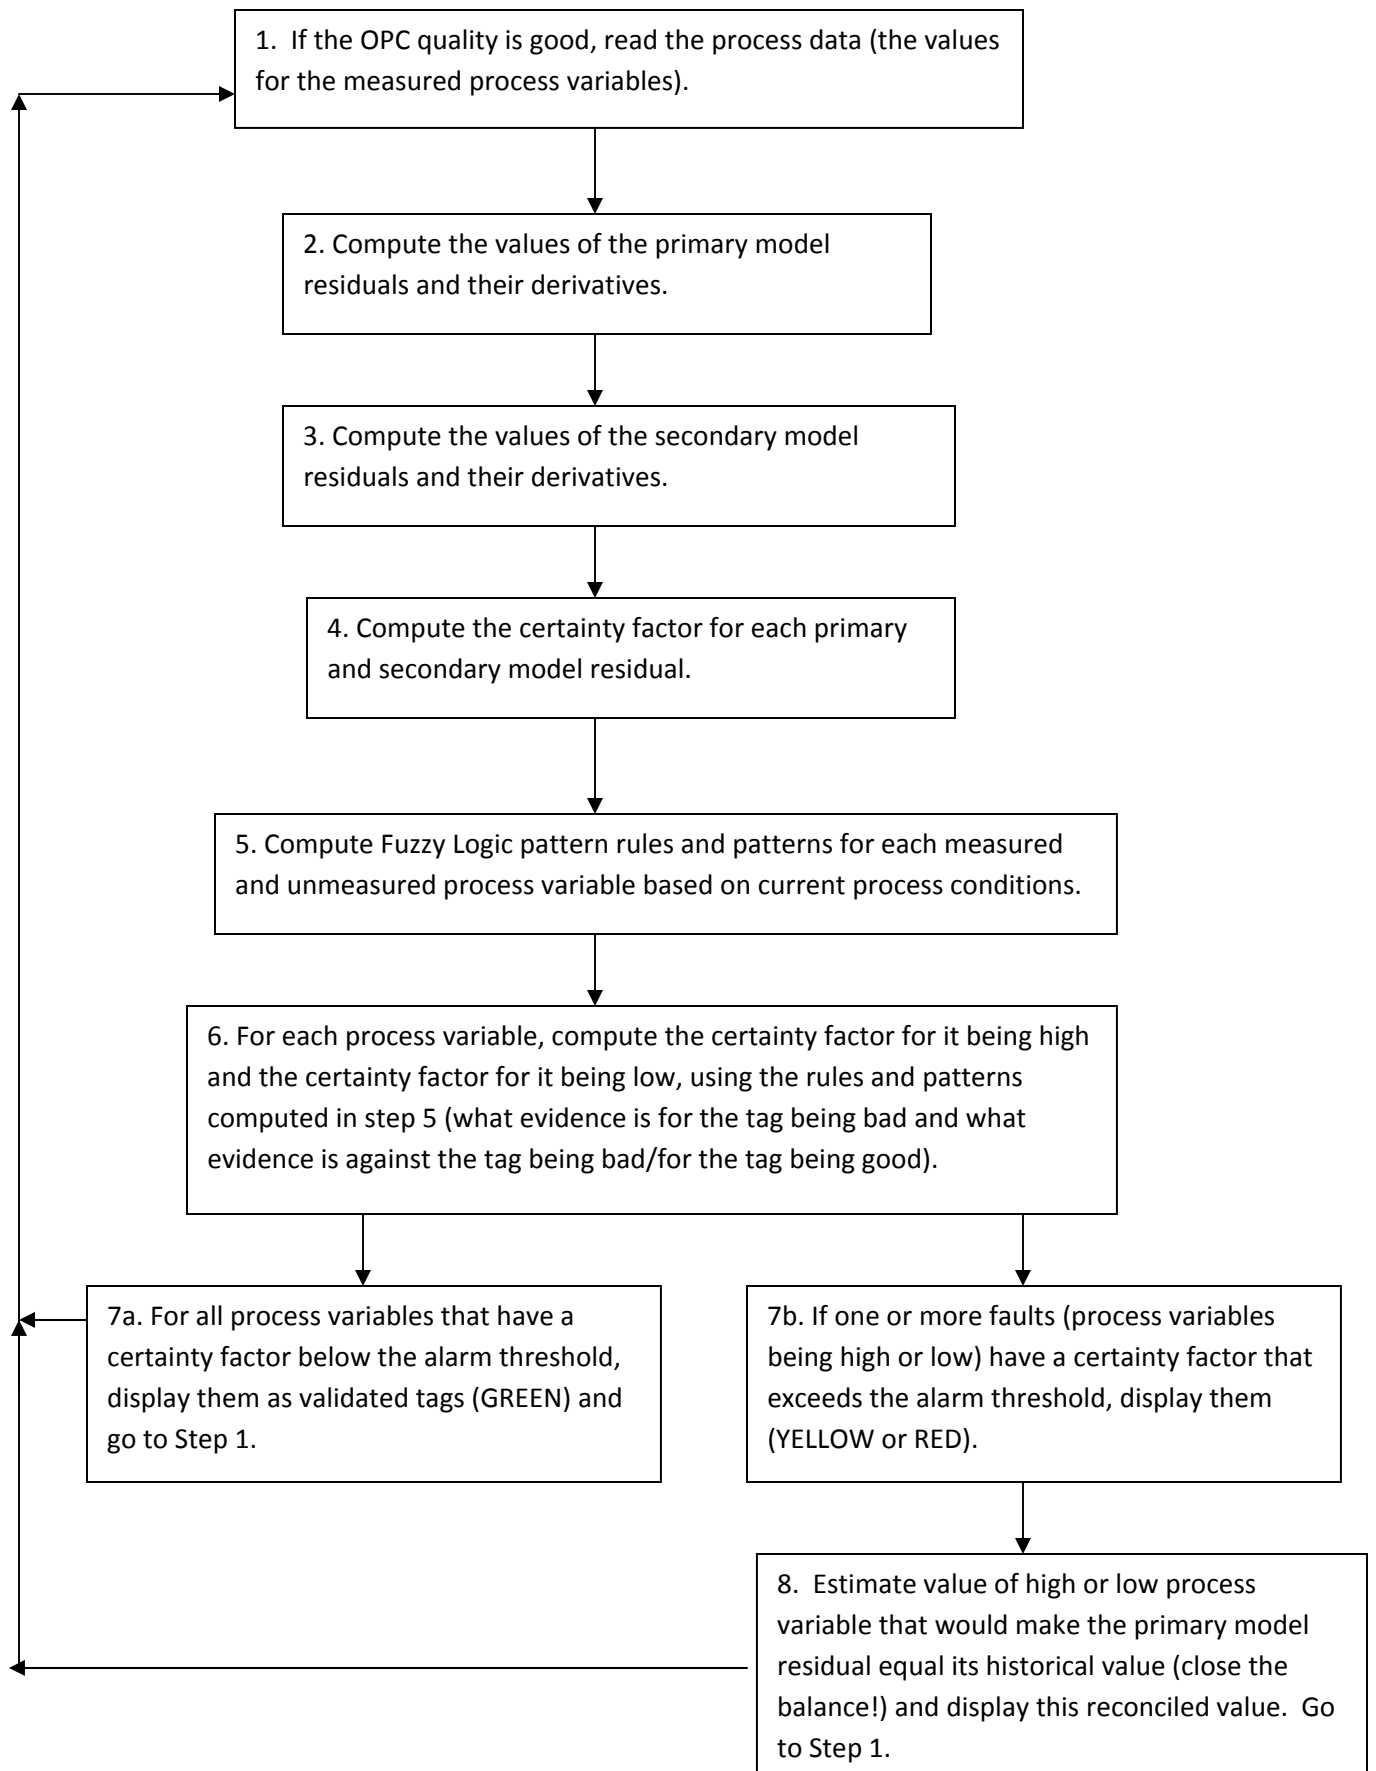 1.  If the OPC quality is good, read the process data (the values
for the measured process variables).
2. Compute the values of the primary model
residuals and their derivatives.
3. Compute the values of the secondary model
residuals and their derivatives.
4. Compute the certainty factor for each primary
and secondary model residual.
5. Compute Fuzzy Logic pattern rules and patterns for each measured
and unmeasured process variable based on current process conditions.
6. For each process variable, compute the certainty factor for it being high
and the certainty factor for it being low, using the rules and patterns
computed in step 5 (what evidence is for the tag being bad and what
evidence is against the tag being bad/for the tag being good).
7a. For all process variables that have a
certainty factor below the alarm threshold,
display them as validated tags (GREEN) and
go to Step 1.
7b. If one or more faults (process variables
being high or low) have a certainty factor that
exceeds the alarm threshold, display them
(YELLOW or RED).
8.  Estimate value of high or low process
variable that would make the primary model
residual equal its historical value (close the
balance!) and display this reconciled value.  Go
to Step 1.